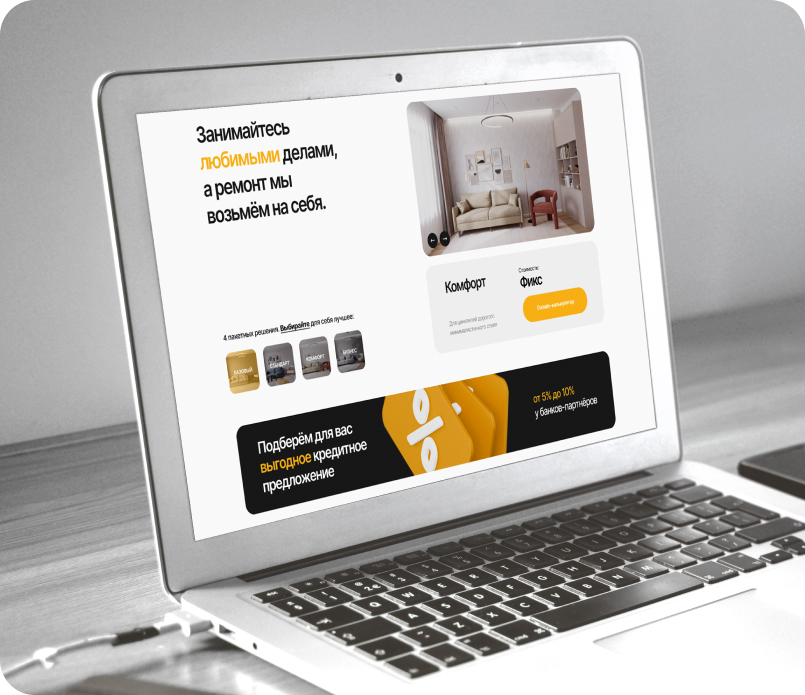 Занимайтесь
любимыми делами,
а ремонт мы
возьмём на себя.
4 пакетных решения. Выбирайте для себя лучшее:
БАЗОВЫЙ
СТАНДАРТ
КОМФОРТ
БИЗНЕС
Комфорт
Стоимость:
Фикс
Онлайн-калькулятор
Для ценителей дорогого
минималистичного стиля
Подберём для вас
выгодное кредитное
предложение
%
от 5% до 10%
у банков-партнёров
Q W E R T Y